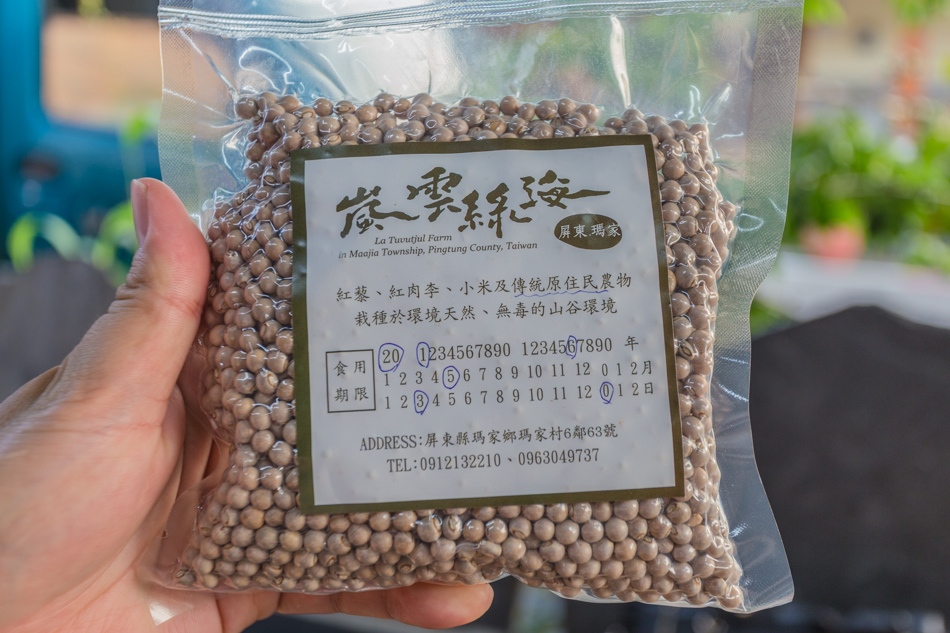 嵐雲絲海
La Tuvutjul Farm
in Maajia Township, Pingtung County, Taiwan
屏東瑪家
紅藜、紅肉李、小米及傳統原住民農物
栽種於環境天然、無毒的山谷環境
食用
期限
20 1234567890 1234567890 年
1 2 3 4 5 6 7 8 9 10 11 12 0 1 2月
1 2 3 4 5 6 7 8 9 10 11 12 0 1 2日
ADDRESS:屏東縣瑪家鄉瑪家村6鄰63號
TEL:0912132210、0963049737